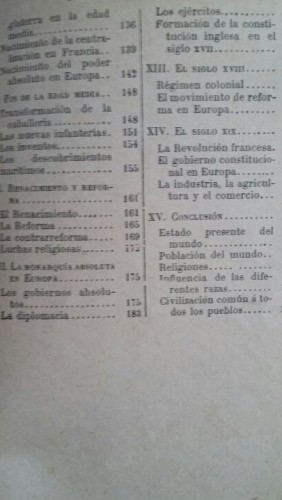 glaterra en la edad
media 136
Nacimiento de la centra-
lización en Francia.. 139
Nacimiento del poder
absoluto en Europa.. 142
FIN DE LA EDAD MEDIA. 148
Transformación de la
caballería 148
Las nuevas infanterías. 151
Los inventos. 154
Los descubrimientos
marítimos 155
RENACIMIENTO Y REFOR-
MA 161
El Renacimiento. 161
La Reforma 165
La contrarreforma 169
Luchas religiosas 172
II. LA MONARQUÍA ABSOLUTA
EN EUROPA 175
Los gobiernos absolu-
tos 175
La diplomacia 183
Los ejércitos.
Formación de la consti-
tución inglesa en el
siglo XVII
XIII. EL SIGLO XVIII
Régimen colonial
El movimiento de refor-
ma en Europa
XIV. EL SIGLO XIX
La Revolución francesa.
El gobierno constitucio-
nal en Europa
La industria, la agricul-
tura y el comercio...
XV. CONCLUSIÓN
Estado presente del
mundo
Población del mundo..
Religiones
Influencia de las dife-
rentes razas.
Civilización común á to-
dos los pueblos